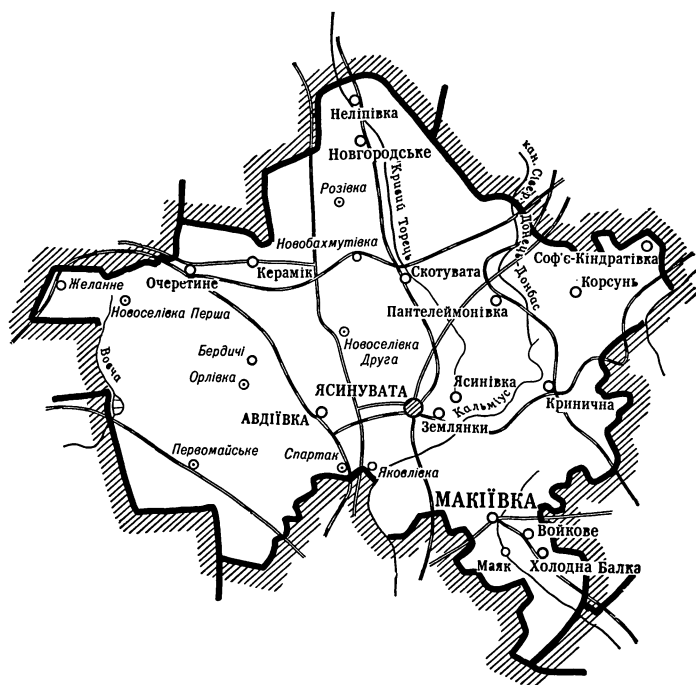 Неліпівка
НОВГОРОДСЬКЕ
Розівка
Кривий Торець
кан. Сівер. Донець-Донбас
Новобахмутівка
Соф'є-Кіндратівка
Желанне
Очеретине
Керамік
Скотувата
Корсунь
Новоселівка Перша
Пантелеймонівка
Новоселівка
Друга
Бердичі
Вовча
Орлівка
ЯСИНУВАТА
Ясинівка
АВДІЇВКА
Кальміус
Кринична
Землянки
Первомайське
Спартак
Яковлівка
МАКІЇВКА
Войкове
Маяк
Холодна Балка